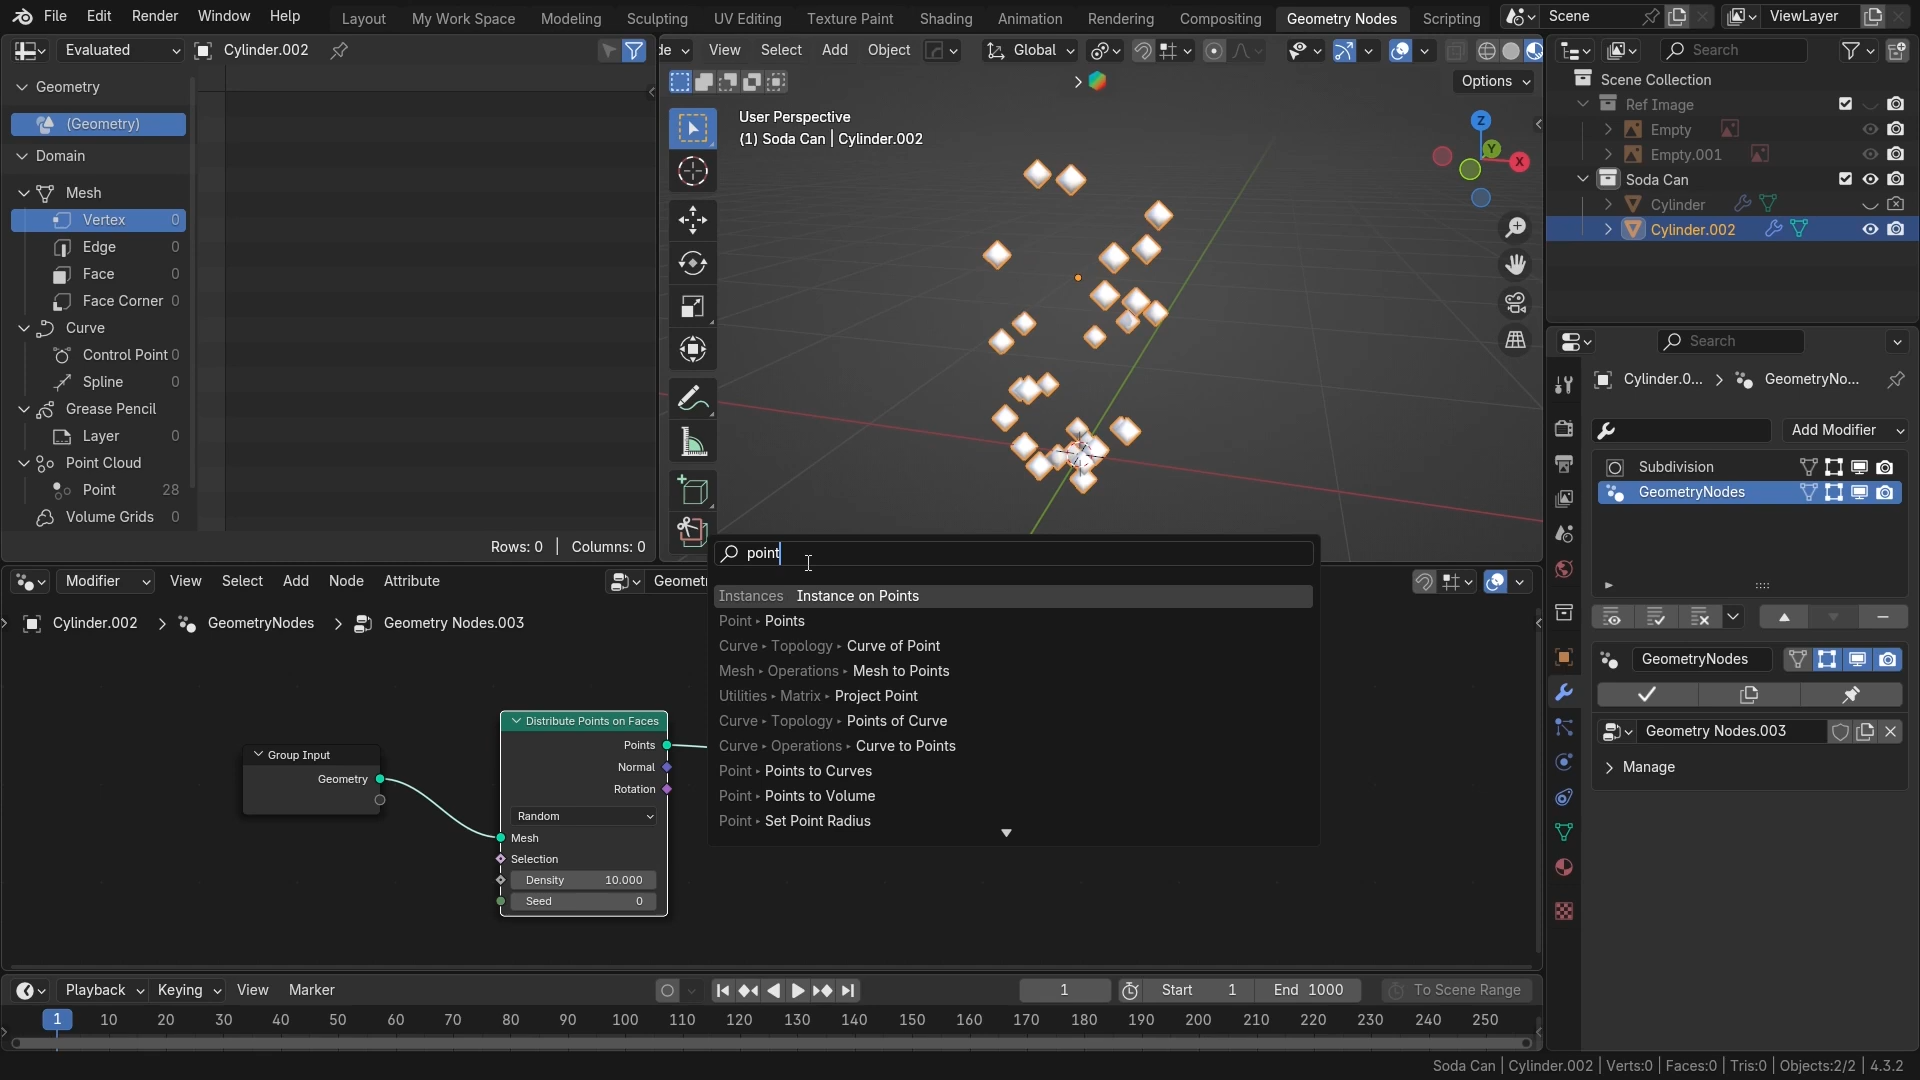 File Edit Render Window Help
Layout My Work Space Modeling Sculpting UV Editing Texture Paint Shading Animation Rendering Compositing Geometry Nodes Scripting
Scene
ViewLayer
Evaluated
Cylinder.002
Geometry
(Geometry)
Domain
Mesh
Vertex 0
Edge 0
Face 0
Face Corner 0
Curve
Control Point 0
Spline 0
Grease Pencil
Layer 0
Point Cloud
Point 28
Volume Grids 0
Rows: 0 | Columns: 0
de View Select Add Object
Global
Options
User Perspective
(1) Soda Can | Cylinder.002
Z
Y
X
Search
Scene Collection
Ref Image
Empty
Empty.001
Soda Can
Cylinder
Cylinder.002
Search
Cylinder.0... GeometryNo...
Add Modifier
Subdivision
GeometryNodes
GeometryNodes
Geometry Nodes.003
Manage
Modifier View Select Add Node Attribute
Geomet
Cylinder.002 GeometryNodes Geometry Nodes.003
point
Instances Instance on Points
Point ▸ Points
Curve ▸ Topology ▸ Curve of Point
Mesh ▸ Operations ▸ Mesh to Points
Utilities ▸ Matrix ▸ Project Point
Curve ▸ Topology ▸ Points of Curve
Curve ▸ Operations ▸ Curve to Points
Point ▸ Points to Curves
Point ▸ Points to Volume
Point ▸ Set Point Radius
Group Input
Geometry
Distribute Points on Faces
Points
Normal
Rotation
Random
Mesh
Selection
Density 10.000
Seed 0
Playback Keying View Marker
1
Start 1 End 1000
To Scene Range
1 10 20 30 40 50 60 70 80 90 100 110 120 130 140 150 160 170 180 190 200 210 220 230 240 250
Soda Can | Cylinder.002 | Verts:0 | Faces:0 | Tris:0 | Objects:2/2 | 4.3.2